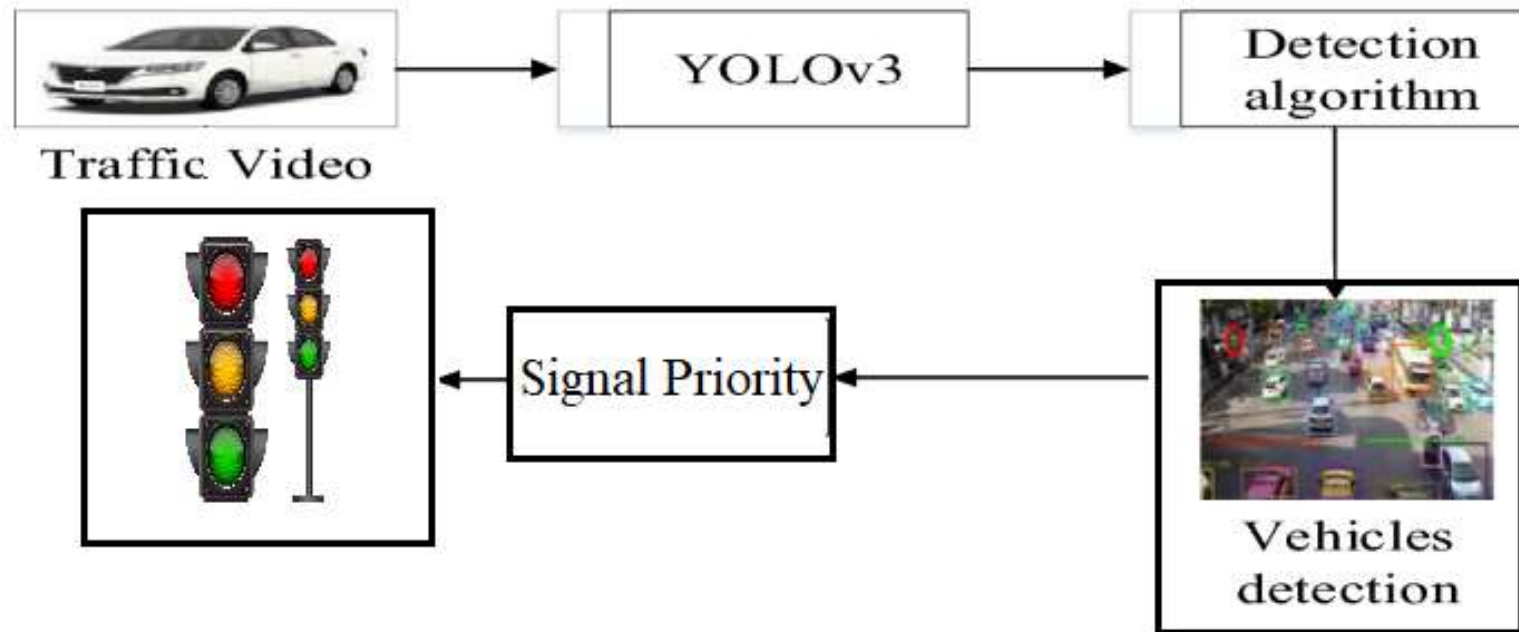 YOLOv3
Detection
algorithm
Traffic Video
Signal Priority
Vehicles
detection